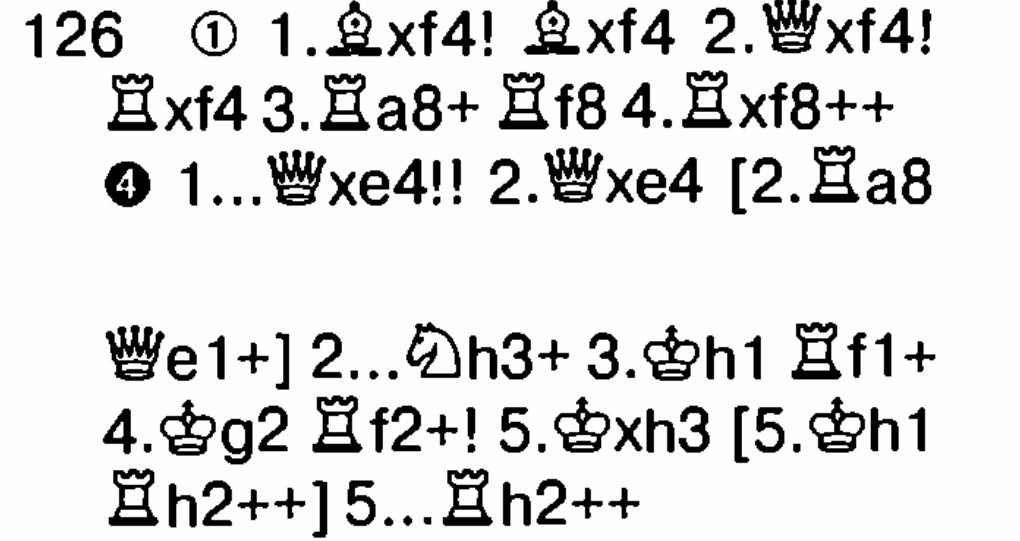 126 ① 1.♗xf4! ♗xf4 2.♕xf4!
♖xf4 3.♖a8+ ♖f8 4.♖xf8++
❹ 1...♕xe4!! 2.♕xe4 [2.♖a8
♕e1+] 2...♘h3+ 3.♔h1 ♖f1+
4.♔g2 ♖f2+! 5.♔xh3 [5.♔h1
♖h2++] 5...♖h2++